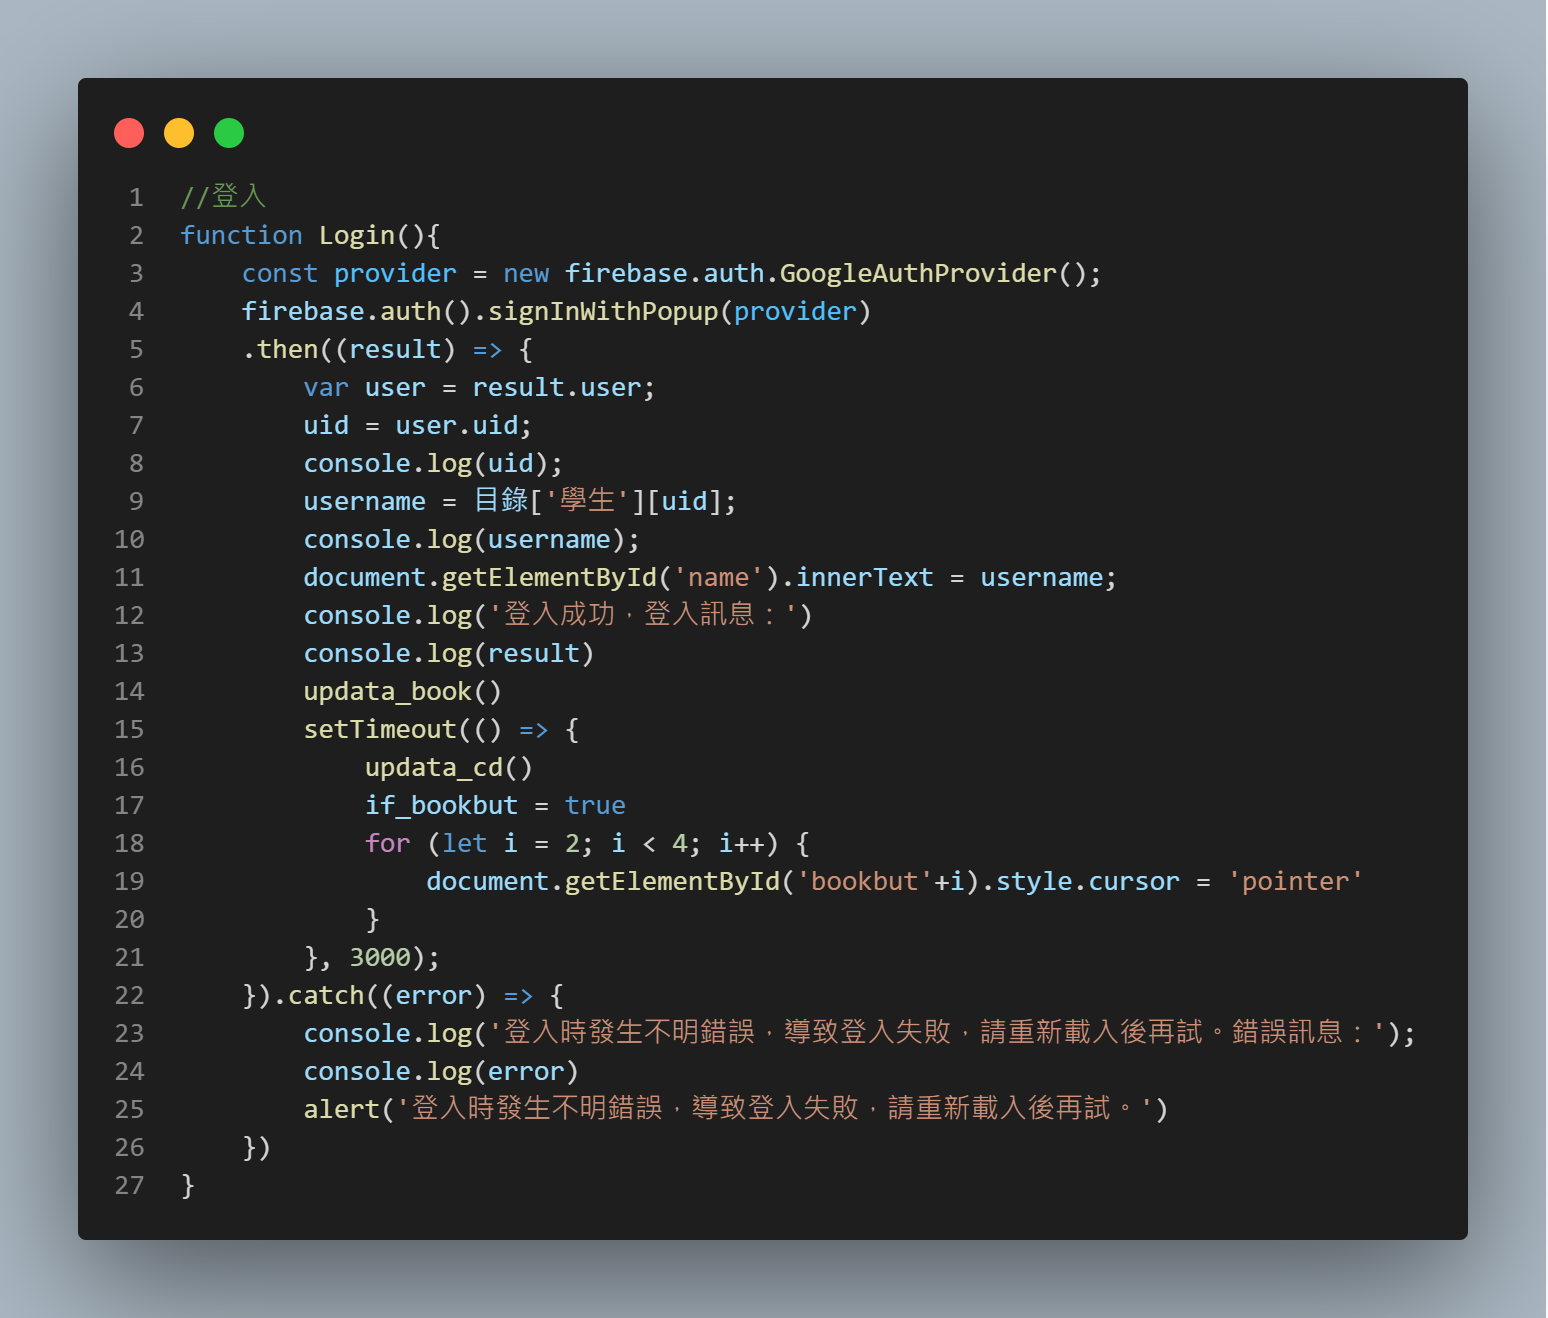 1 //登入
2 function Login(){
3     const provider = new firebase.auth.GoogleAuthProvider();
4     firebase.auth().signInWithPopup(provider)
5     .then((result) => {
6         var user = result.user;
7         uid = user.uid;
8         console.log(uid);
9         username = 目錄['學生'][uid];
10         console.log(username);
11         document.getElementById('name').innerText = username;
12         console.log('登入成功，登入訊息：')
13         console.log(result)
14         updata_book()
15         setTimeout(() => {
16             updata_cd()
17             if_bookbut = true
18             for (let i = 2; i < 4; i++) {
19                 document.getElementById('bookbut'+i).style.cursor = 'pointer'
20             }
21         }, 3000);
22     }).catch((error) => {
23         console.log('登入時發生不明錯誤，導致登入失敗，請重新載入後再試。錯誤訊息：');
24         console.log(error)
25         alert('登入時發生不明錯誤，導致登入失敗，請重新載入後再試。')
26     })
27 }